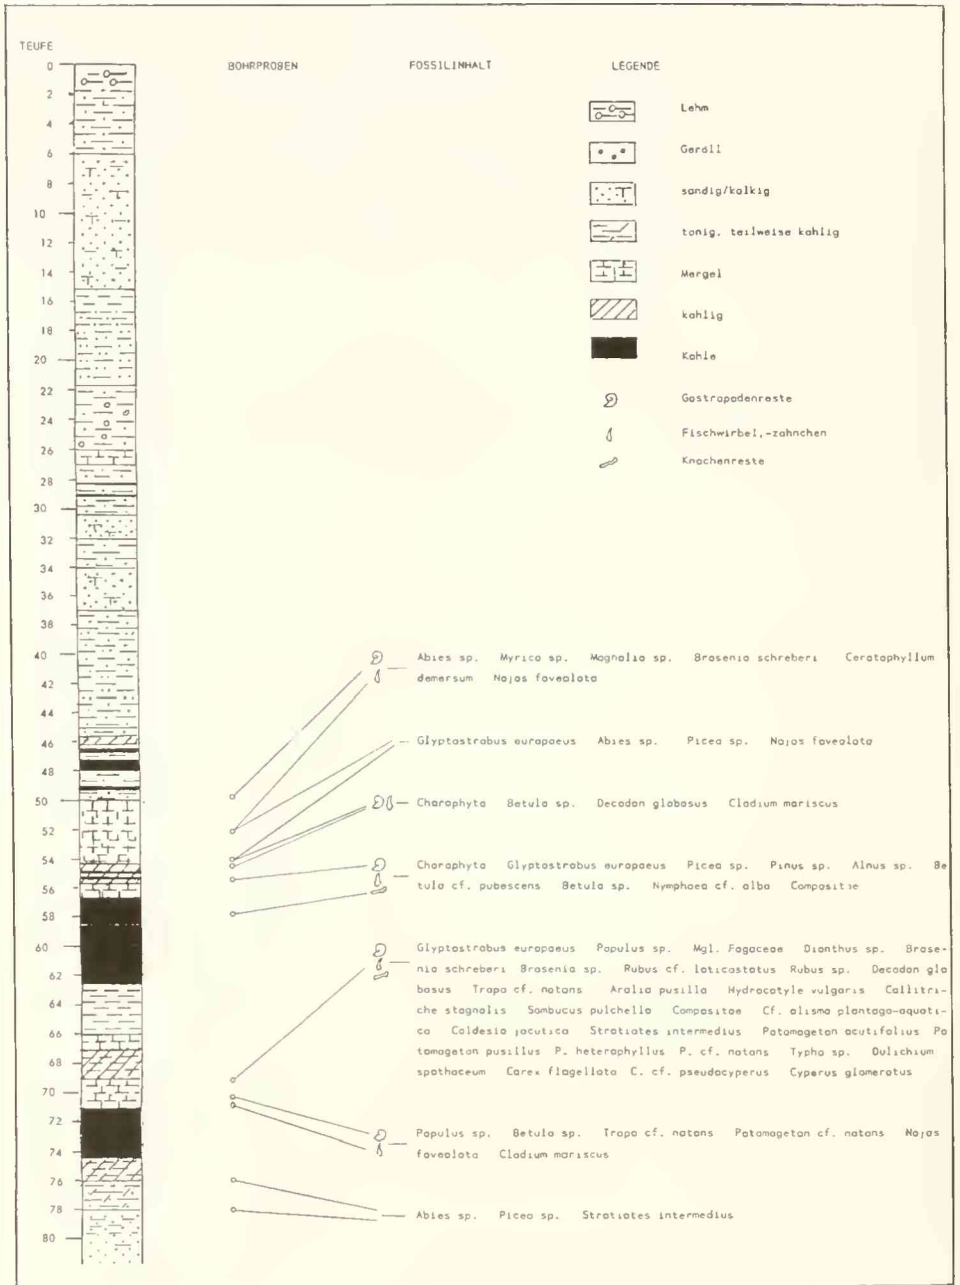 TEUFE
BOHRPROBEN
FOSSILINHALT
LEGENDE
0
2
4
6
8
10
12
14
16
18
20
22
24
26
28
30
32
34
36
38
40
42
44
46
48
50
52
54
56
58
60
62
64
66
68
70
72
74
76
78
80
Lehm
Geröll
sandig/kalkig
tonig, teilweise kohlig
Mergel
kohlig
Kohle
Gastropodenreste
Fischwirbel,-zahnchen
Knochenreste
Abies sp. Myrica sp. Magnolia sp. Brasenia schreberi Ceratophyllum
demersum Najas foveolata
Glyptostrobus europaeus Abies sp. Picea sp. Najas foveolata
Charophyta Betula sp. Decodon globosus Cladium mariscus
Charophyta Glyptostrobus europaeus Picea sp. Pinus sp. Alnus sp. Be
tula cf. pubescens Betula sp. Nymphaea cf. alba Compositae
Glyptostrobus europaeus Populus sp. Mgl. Fagaceae Dianthus sp. Brase-
nia schreberi Brasenia sp. Rubus cf. laticostatus Rubus sp. Decodon glo
bosus Trapa cf. natans Aralia pusilla Hydrocotyle vulgaris Callitri-
che stagnalis Sambucus pulchella Compositae Cf. alisma plantago-aquati-
ca Caldesia jacutica Stratiotes intermedius Potamogeton acutifolius Po
tamogeton pusillus P. heterophyllus P. cf. natans Typha sp. Dulichium
spathaceum Carex flagellata C. cf. pseudocyperus Cyperus glomerotus
Populus sp. Betula sp. Trapa cf. natans Potamogeton cf. natans Najas
foveolata Cladium mariscus
Abies sp. Picea sp. Stratiotes intermedius